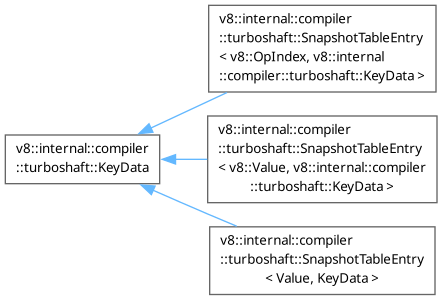 v8::internal::compiler
::turboshaft::KeyData
v8::internal::compiler
::turboshaft::SnapshotTableEntry
< v8::OpIndex, v8::internal
::compiler::turboshaft::KeyData >
v8::internal::compiler
::turboshaft::SnapshotTableEntry
< v8::Value, v8::internal::compiler
::turboshaft::KeyData >
v8::internal::compiler
::turboshaft::SnapshotTableEntry
< Value, KeyData >